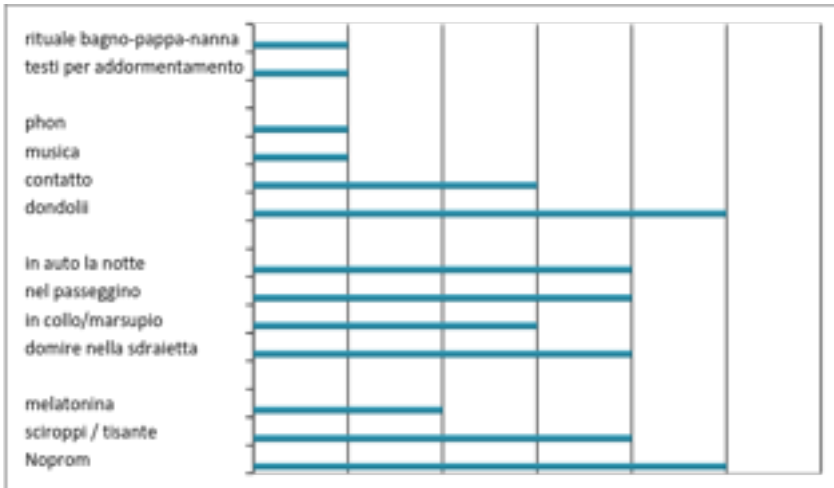 rituale bagno-pappa-nanna
testi per addormentamento
phon
musica
contatto
dondolii
in auto la notte
nel passeggino
in collo/marsupio
domire nella sdraietta
melatonina
sciroppi / tisante
Noprom